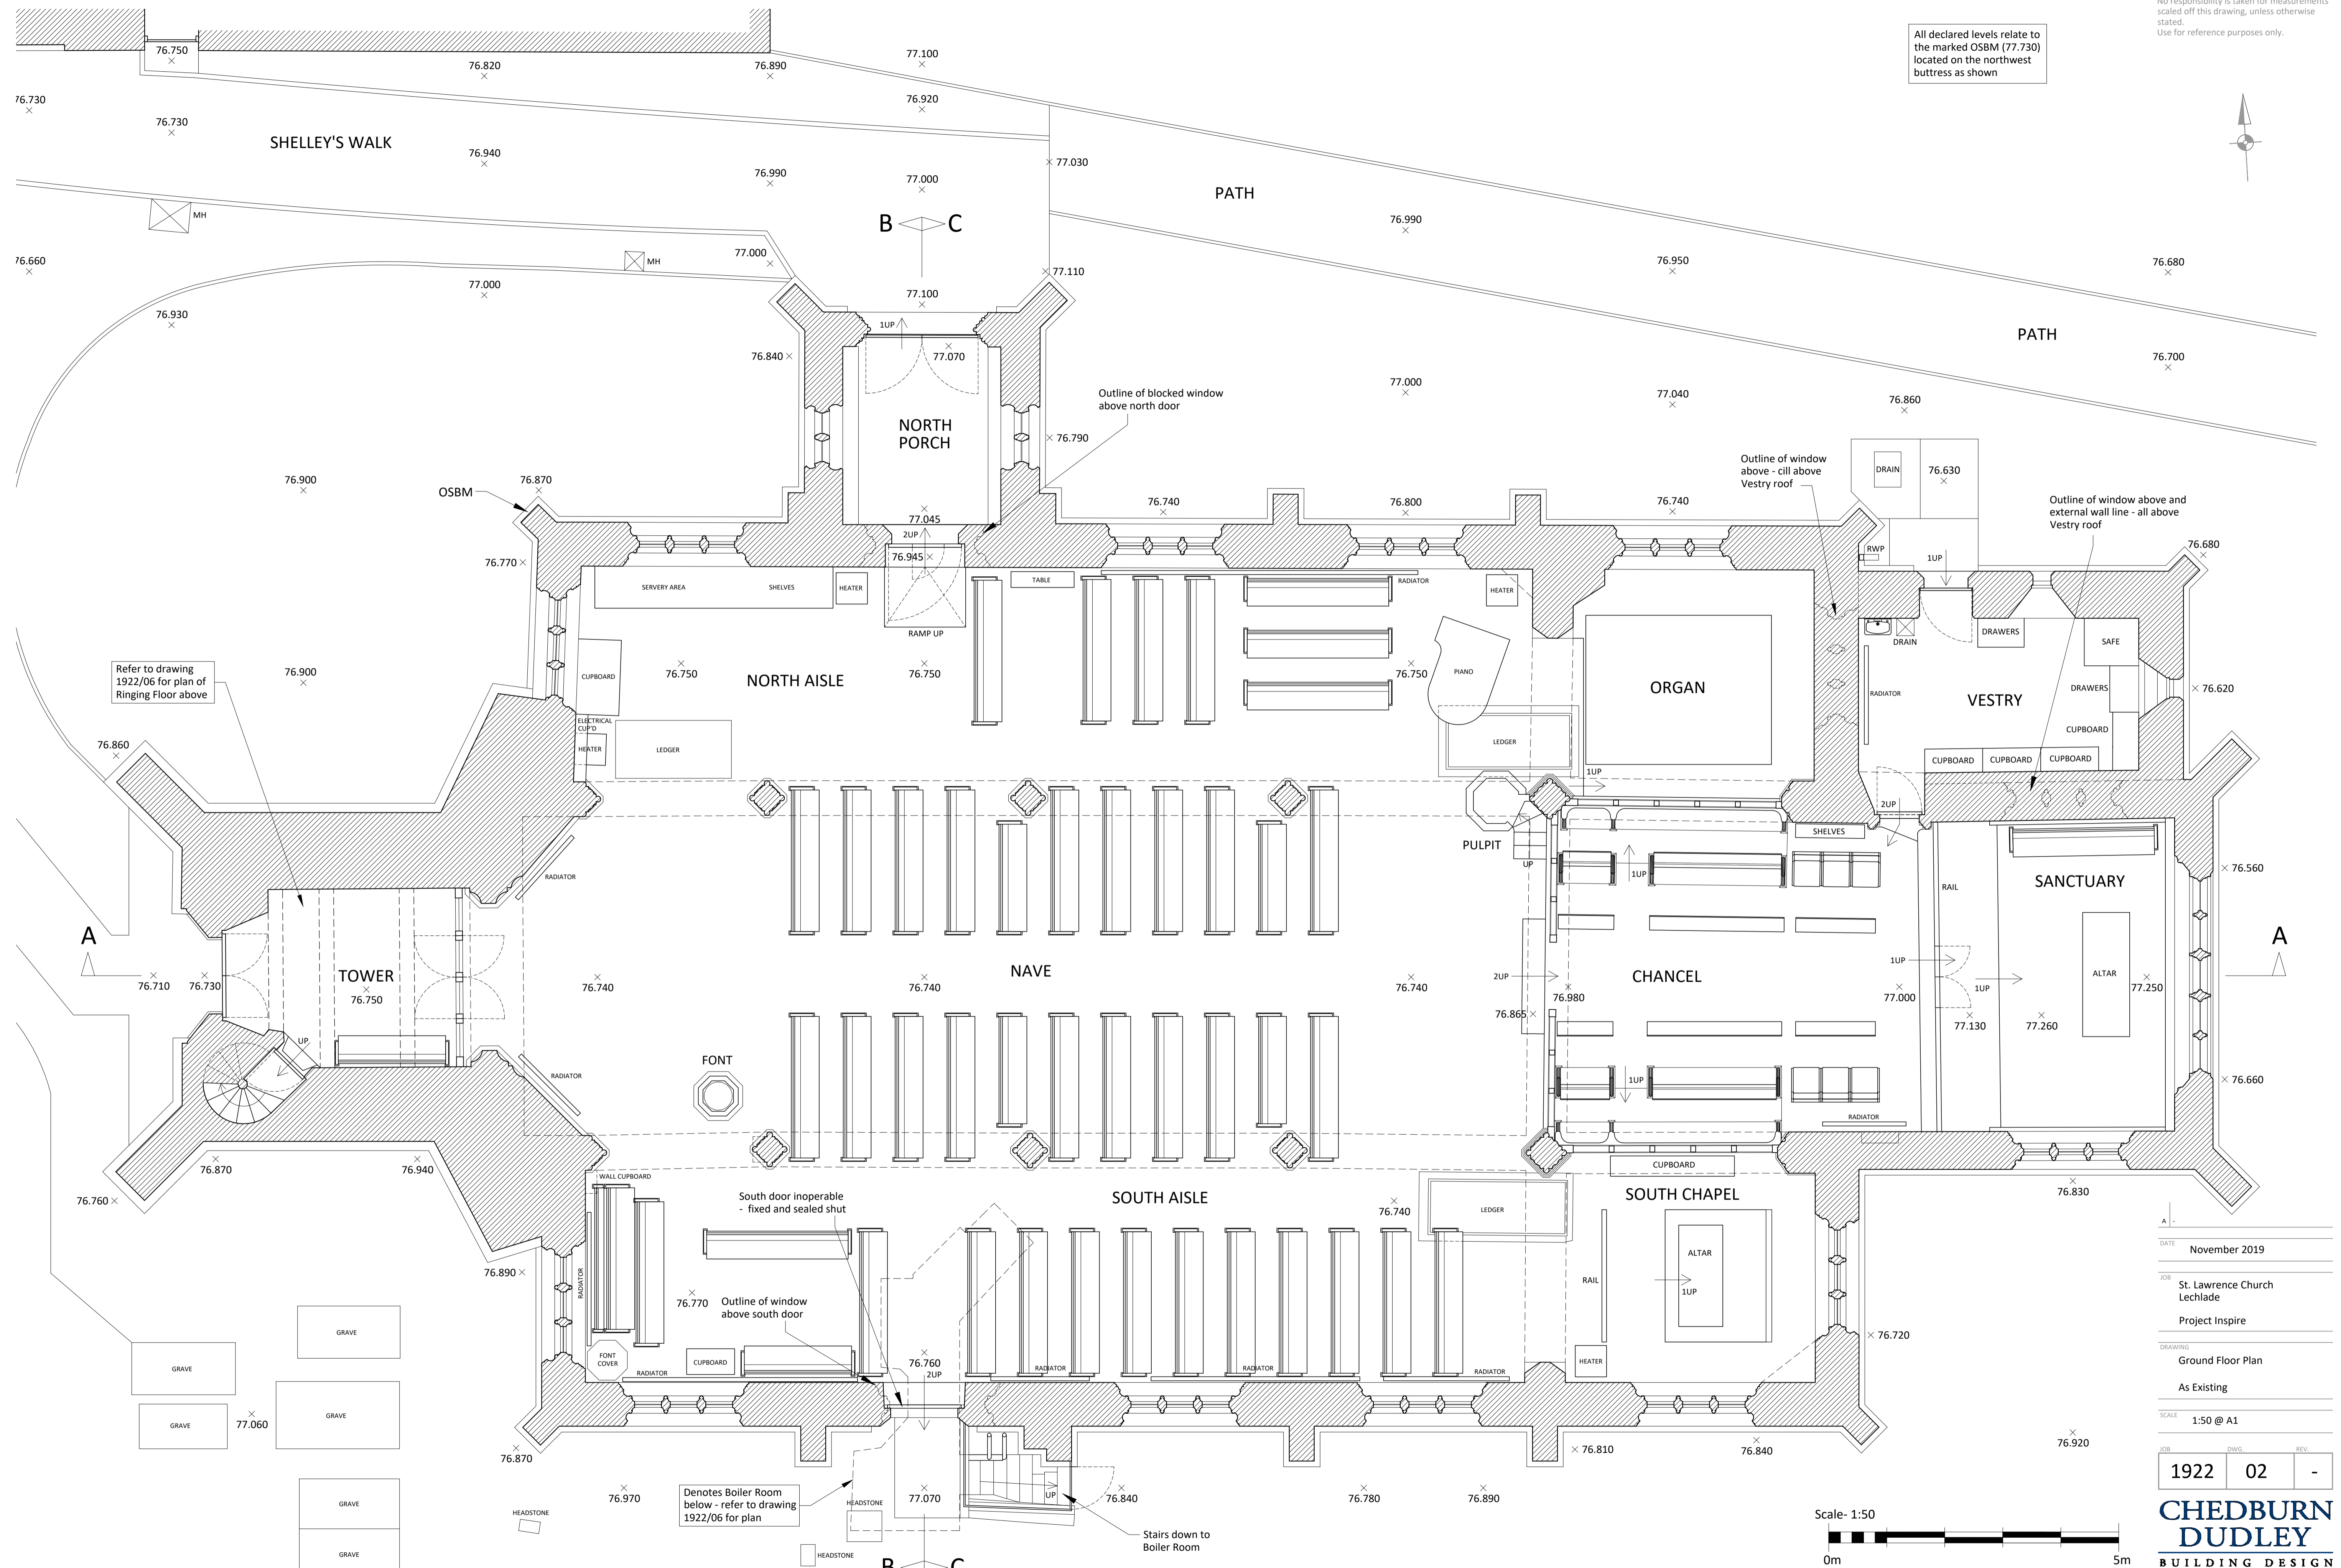 No responsibility is taken for measurements
scaled off this drawing, unless otherwise
stated.
Use for reference purposes only.
All declared levels relate to
the marked OSBM (77.730)
located on the northwest
buttress as shown
76.750
76.820
76.890
77.100
76.730
76.730
76.920
SHELLEY'S WALK
76.940
76.990
77.000
77.030
PATH
MH
B
C
76.990
76.660
MH
77.000
77.110
76.950
76.680
77.000
77.100
76.930
1UP
PATH
76.840
77.070
76.700
77.000
77.040
76.860
Outline of blocked window
above north door
NORTH
PORCH
76.790
Outline of window
above - cill above
Vestry roof
DRAIN
76.630
76.900
OSBM
76.870
76.740
76.800
76.740
Outline of window above and
external wall line - all above
Vestry roof
77.045
2UP
76.945
76.770
RWP
1UP
76.680
SERVERY AREA
SHELVES
HEATER
TABLE
RADIATOR
HEATER
RAMP UP
DRAIN
DRAWERS
SAFE
Refer to drawing
1922/06 for plan of
Ringing Floor above
76.900
CUPBOARD
76.750
NORTH AISLE
76.750
76.750
PIANO
ORGAN
RADIATOR
VESTRY
DRAWERS
76.620
ELECTRICAL
CUP'D
HEATER
LEDGER
LEDGER
CUPBOARD
76.860
CUPBOARD
CUPBOARD
CUPBOARD
1UP
2UP
PULPIT
UP
SHELVES
RADIATOR
1UP
RAIL
SANCTUARY
76.560
A
A
76.710
76.730
TOWER
76.750
76.740
76.740
NAVE
76.740
2UP
76.980
CHANCEL
1UP
77.000
1UP
ALTAR
77.250
76.865
77.130
77.260
UP
FONT
RADIATOR
1UP
76.660
RADIATOR
76.870
76.940
76.760
WALL CUPBOARD
South door inoperable
-  fixed and sealed shut
SOUTH AISLE
76.740
LEDGER
CUPBOARD
SOUTH CHAPEL
76.830
76.890
RADIATOR
76.770
Outline of window
above south door
RAIL
ALTAR
1UP
76.720
GRAVE
GRAVE
GRAVE
GRAVE
77.060
GRAVE
GRAVE
FONT
COVER
CUPBOARD
RADIATOR
76.760
2UP
RADIATOR
RADIATOR
RADIATOR
HEATER
76.870
76.810
76.840
76.920
76.970
Denotes Boiler Room
below - refer to drawing
1922/06 for plan
HEADSTONE
HEADSTONE
HEADSTONE
77.070
UP
76.840
76.780
76.890
Stairs down to
Boiler Room
B
C
A
-
DATE
November 2019
JOB
St. Lawrence Church
Lechlade
Project Inspire
DRAWING
Ground Floor Plan
As Existing
SCALE
1:50 @ A1
JOB
DWG.
REV.
1922
02
-
Scale- 1:50
0m
5m
CHEDBURN
DUDLEY
BUILDING DESIGN
GRAVE